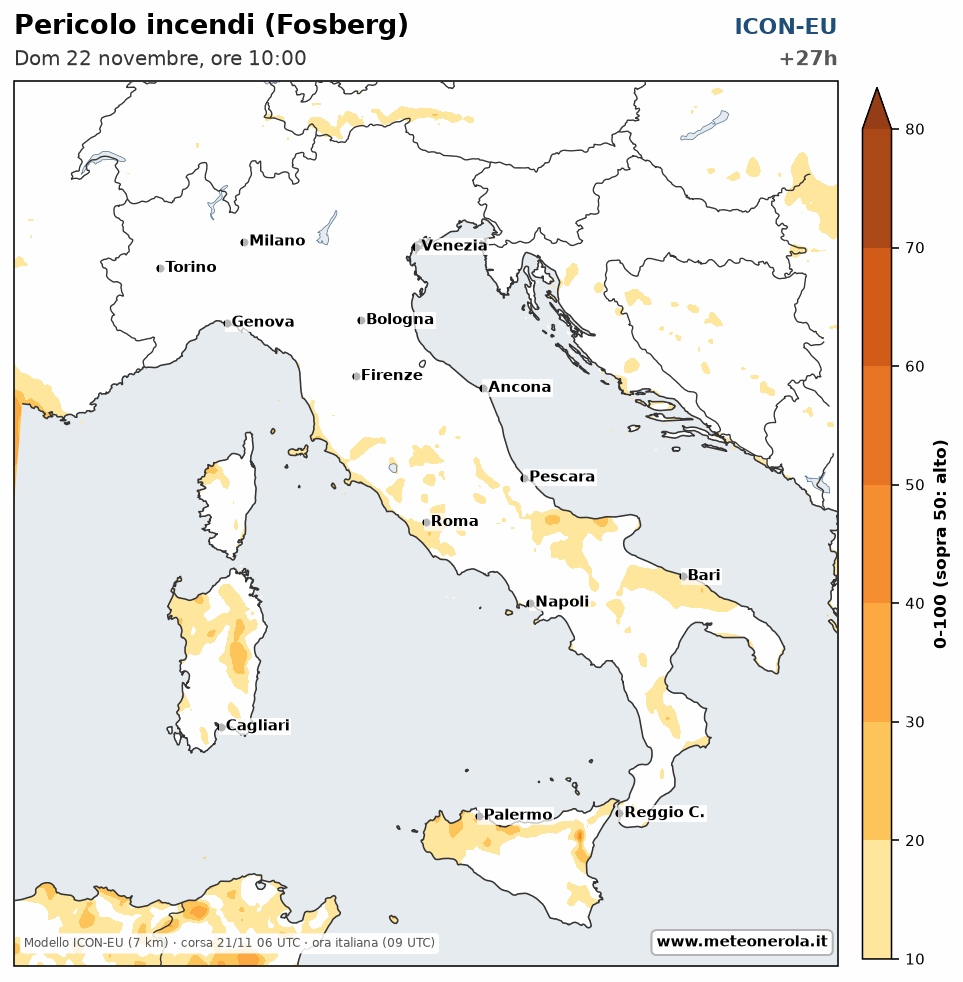 Pericolo incendi (Fosberg)
ICON-EU
Dom 22 novembre, ore 10:00
+27h
Milano
Torino
Venezia
Genova
Bologna
Firenze
Ancona
Pescara
Roma
Bari
Napoli
Cagliari
Palermo
Reggio C.
80
70
60
50
40
30
20
10
0-100 (sopra 50: alto)
Modello ICON-EU (7 km) · corsa 21/11 06 UTC · ora italiana (09 UTC)
www.meteonerola.it